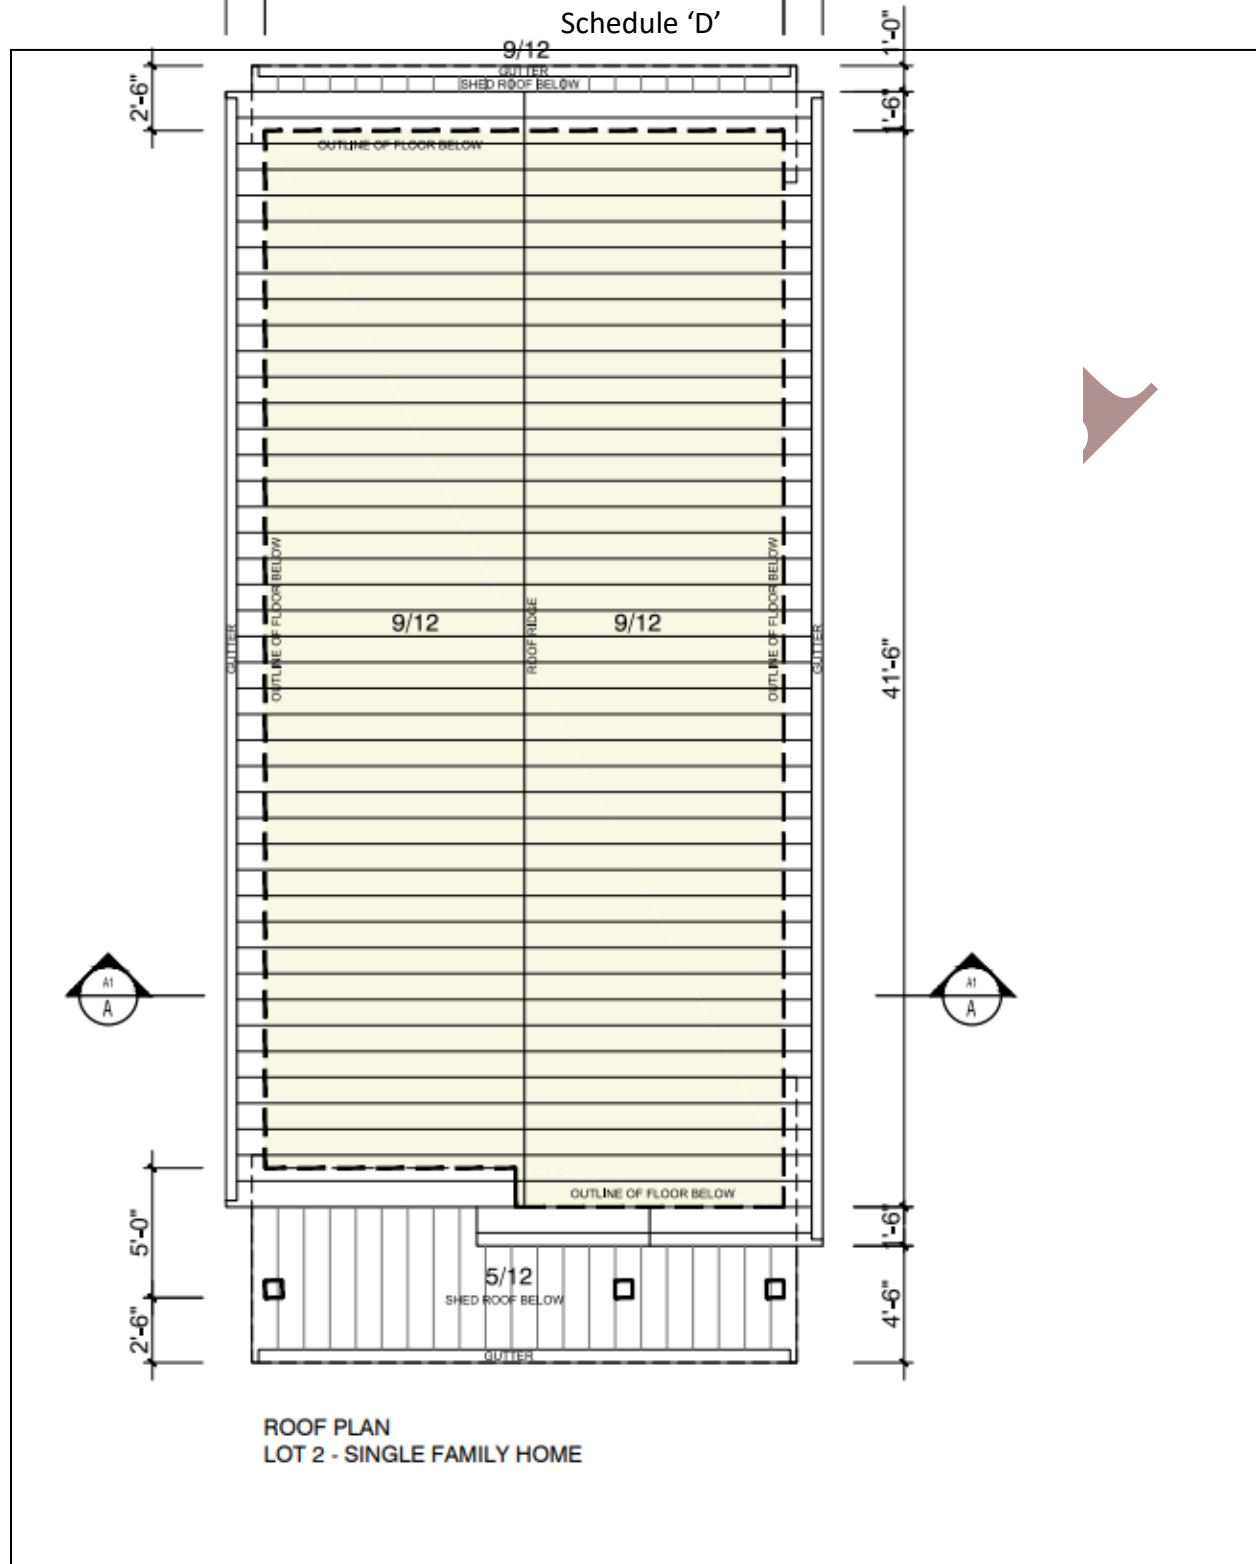 Schedule ‘D’
9/12
1'-0"
GUTTER
SHED ROOF BELOW
2'-6"
1'-6"
OUTLINE OF FLOOR BELOW
OUTLINE OF FLOOR BELOW
OUTLINE OF FLOOR BELOW
9/12
ROOF RIDGE
9/12
GUTTER
GUTTER
41'-6"
A1
A
A1
A
OUTLINE OF FLOOR BELOW
5'-0"
1'-6"
5/12
SHED ROOF BELOW
2'-6"
4'-6"
GUTTER
ROOF PLAN
LOT 2 - SINGLE FAMILY HOME